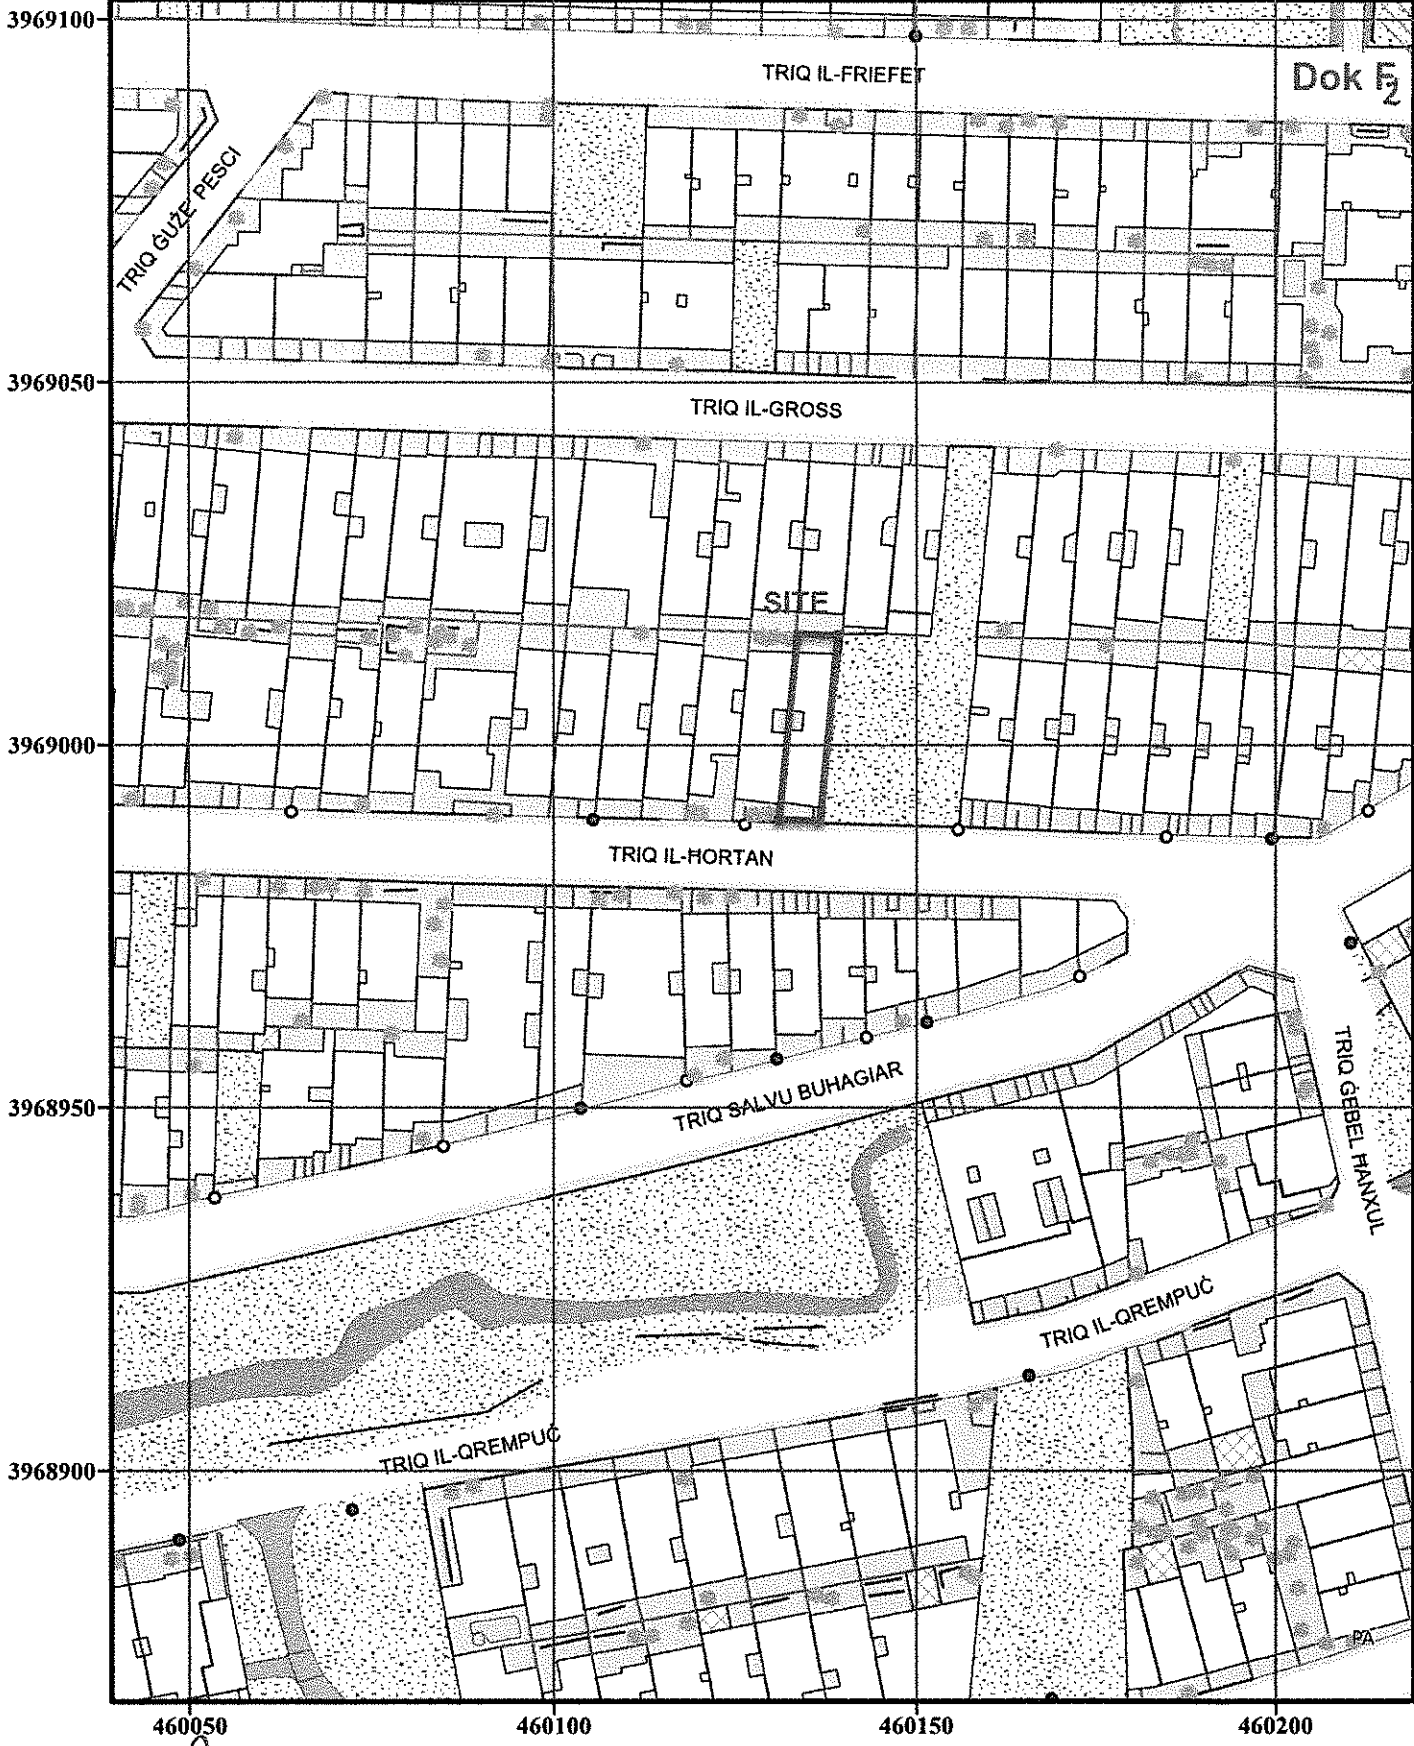 3969100
TRIQ IL-FRIEFET
Dok F2
TRIQ ĠUŻE' PESCI
3969050
TRIQ IL-GROSS
SITE
3969000
TRIQ IL-HORTAN
TRIQ SALVU BUHAGIAR
TRIQ ĠEBEL ĦANXUL
3968950
TRIQ IL-QREMPUĊ
TRIQ IL-QREMPUĊ
3968900
PA
460050
460100
460150
460200